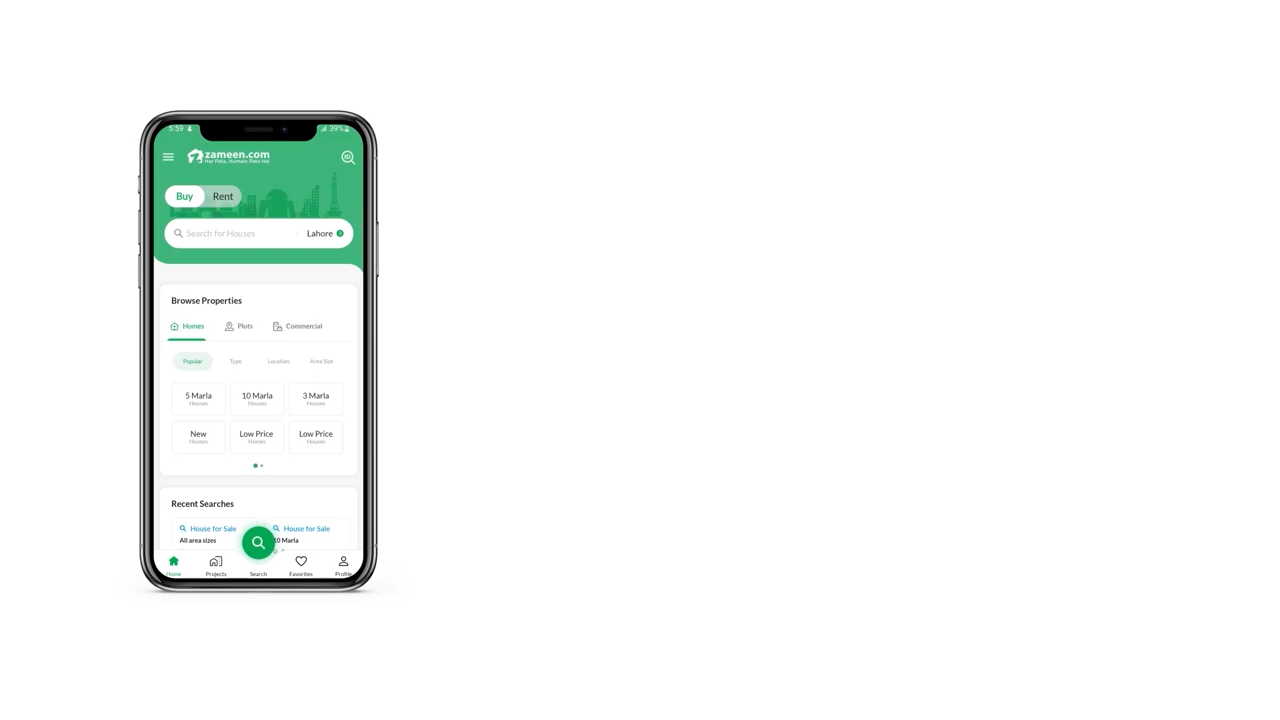 5:59 39%
zameen.com
Har Pata, Humain Pata Hai
Buy Rent
Search for Houses Lahore
Browse Properties
Homes Plots Commercial
Popular Type Location Area Size
5 Marla 10 Marla 3 Marla
Houses Houses Houses
New Low Price Low Price
Houses Homes Houses
Recent Searches
House for Sale House for Sale
All area sizes 10 Marla
Home Projects Search Favorites Profile